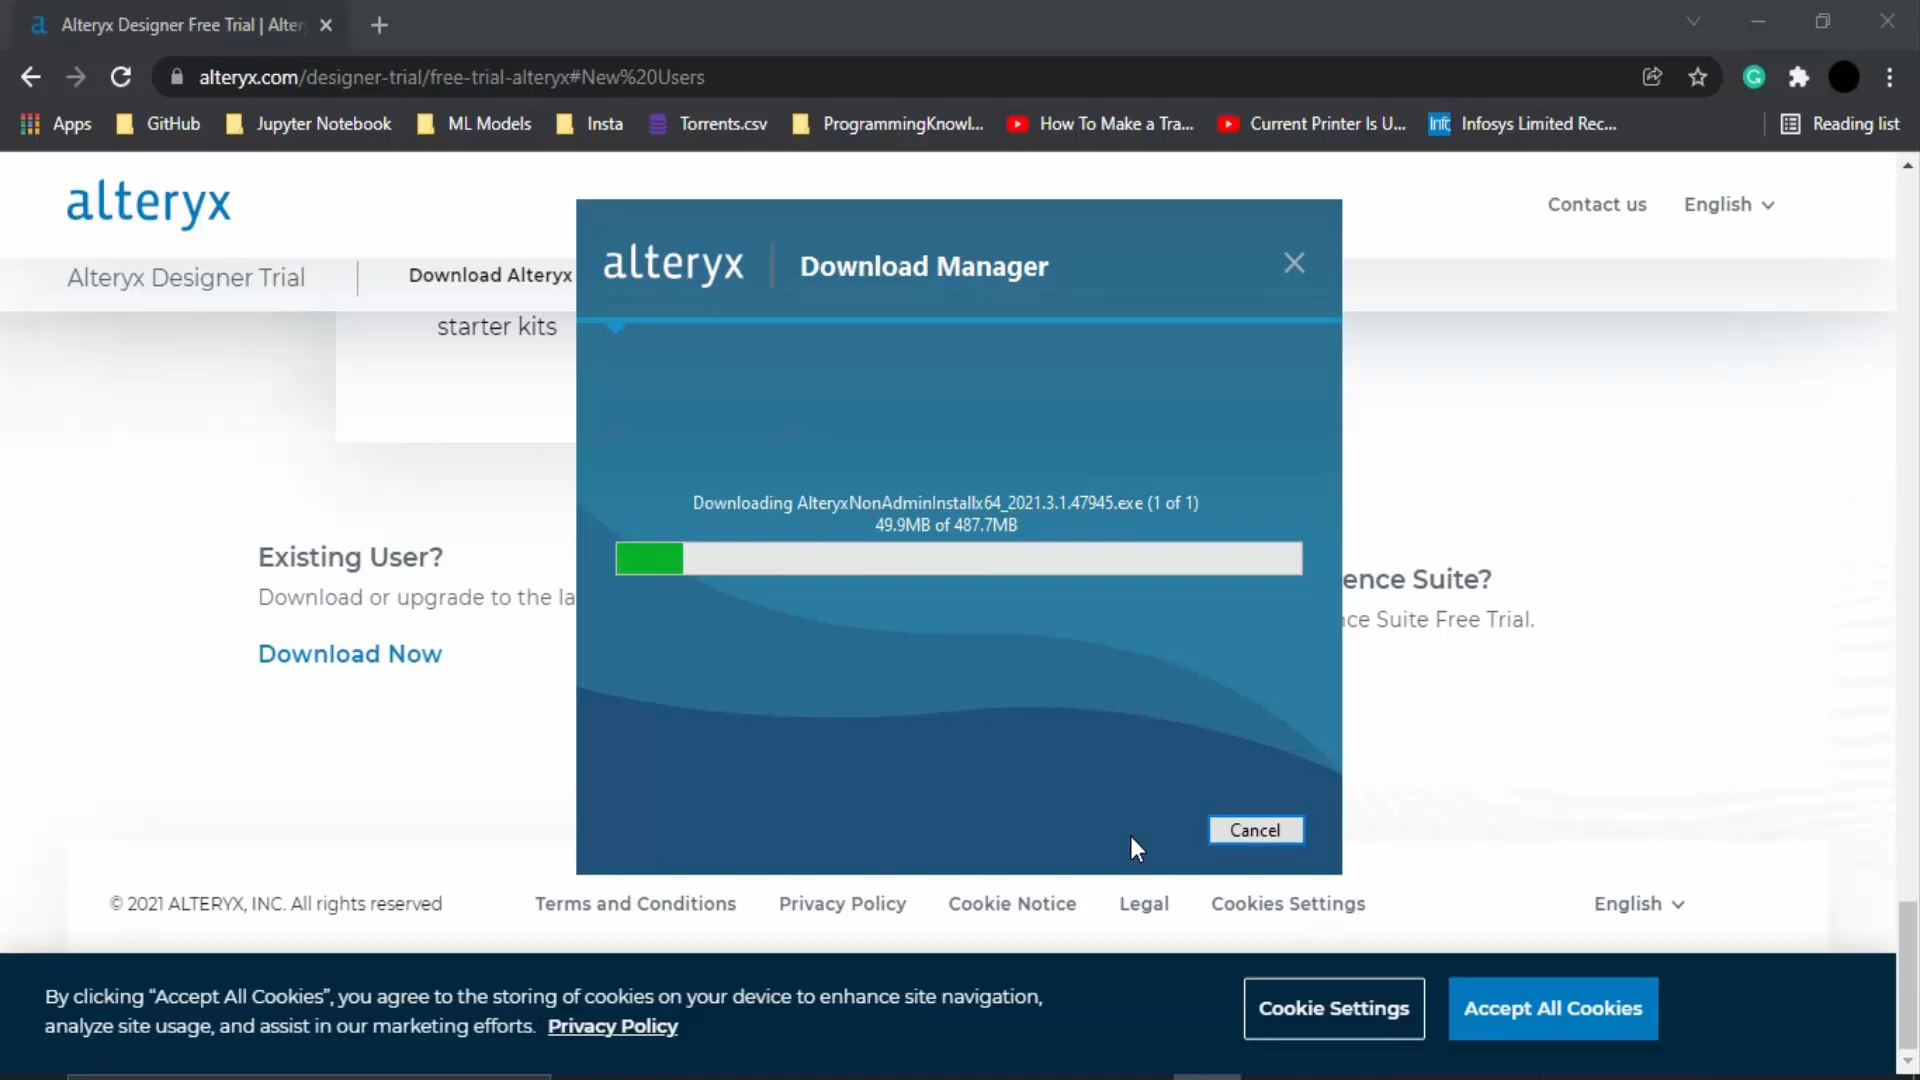 Alteryx Designer Free Trial | Alter
alteryx.com/designer-trial/free-trial-alteryx#New%20Users
Apps
GitHub
Jupyter Notebook
ML Models
Insta
Torrents.csv
ProgrammingKnowl...
How To Make a Tra...
Current Printer Is U...
Infosys Limited Rec...
Reading list
alteryx
Contact us
English
Alteryx Designer Trial
Download Alteryx
starter kits
alteryx
Download Manager
Downloading AlteryxNonAdminInstallx64_2021.3.1.47945.exe (1 of 1)
49.9MB of 487.7MB
Cancel
Existing User?
Download or upgrade to the la
Download Now
ence Suite?
ce Suite Free Trial.
© 2021 ALTERYX, INC. All rights reserved
Terms and Conditions
Privacy Policy
Cookie Notice
Legal
Cookies Settings
English
By clicking “Accept All Cookies”, you agree to the storing of cookies on your device to enhance site navigation,
analyze site usage, and assist in our marketing efforts. Privacy Policy
Cookie Settings
Accept All Cookies